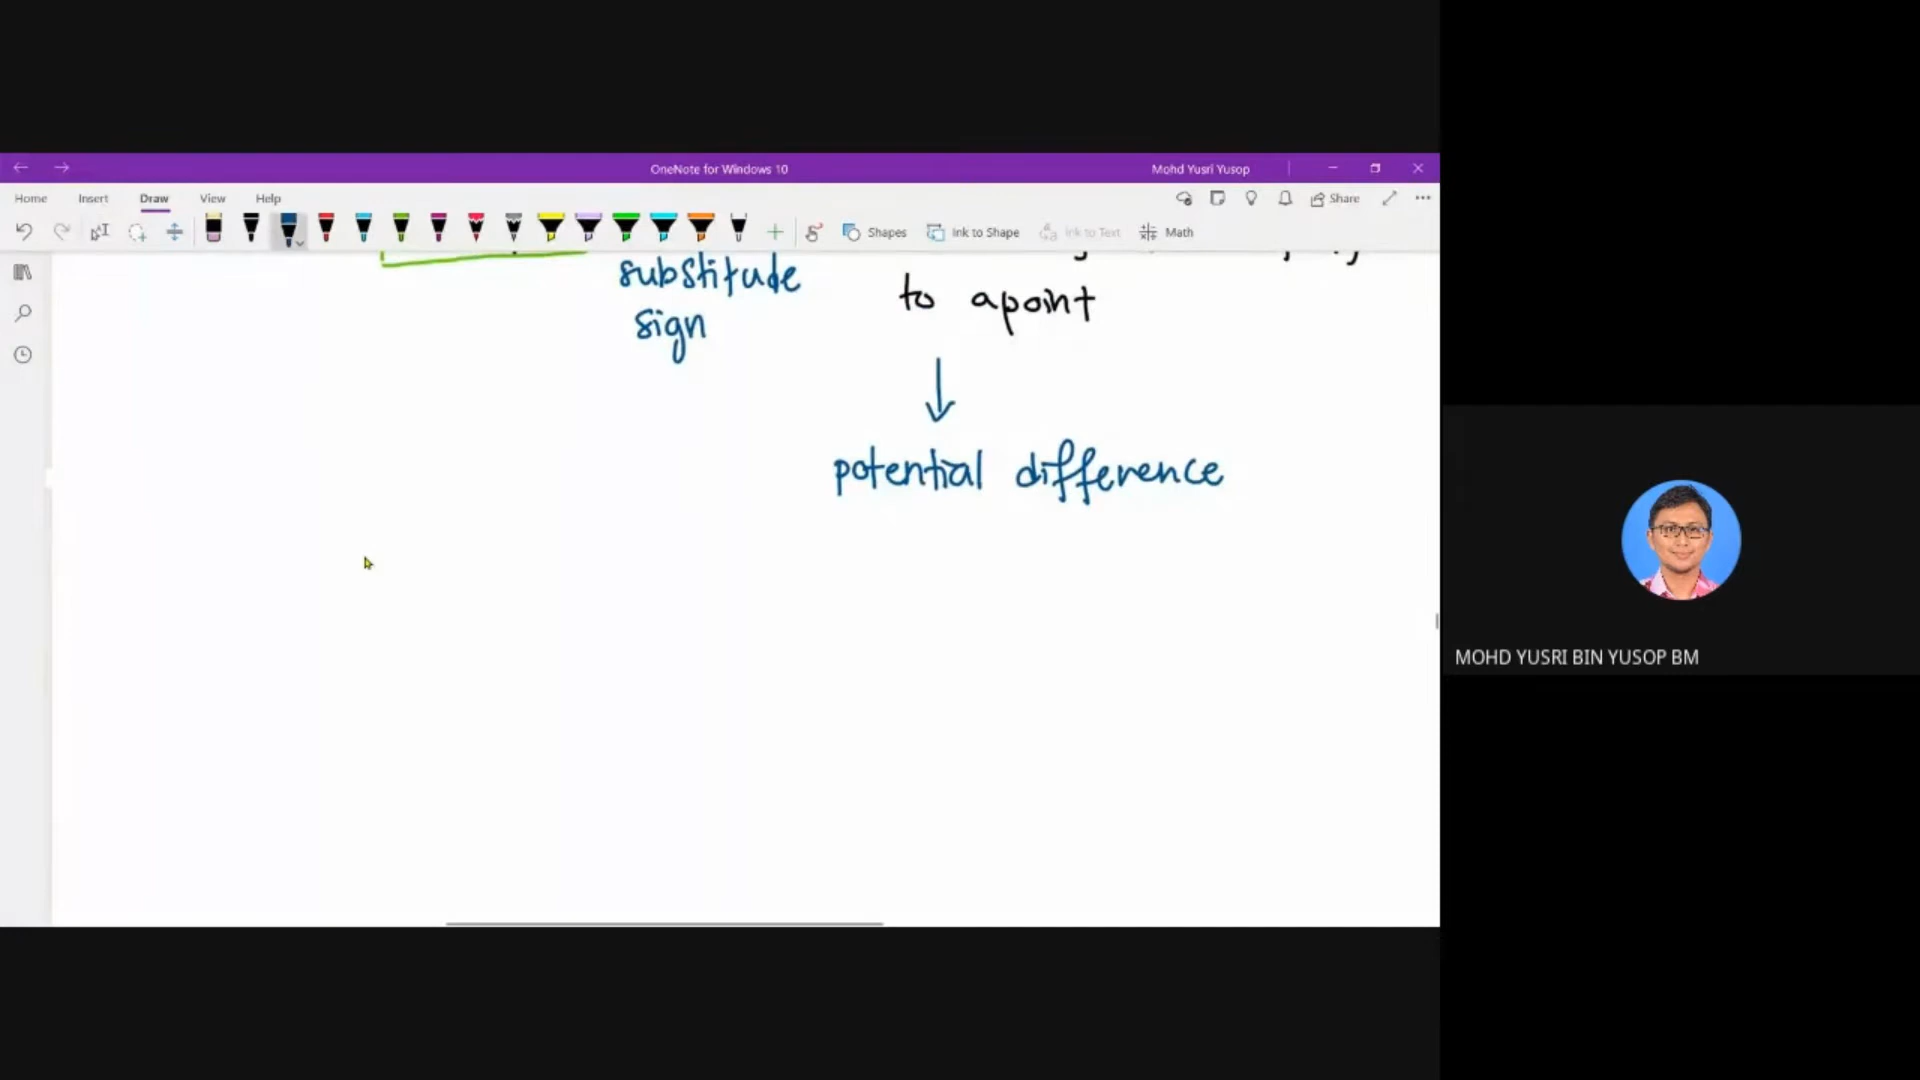 OneNote for Windows 10
Mohd Yusri Yusop
Home Insert Draw View Help
Share
Shapes Ink to Shape Ink to Text Math
substitude
sign
to a point
potential difference
MOHD YUSRI BIN YUSOP BM